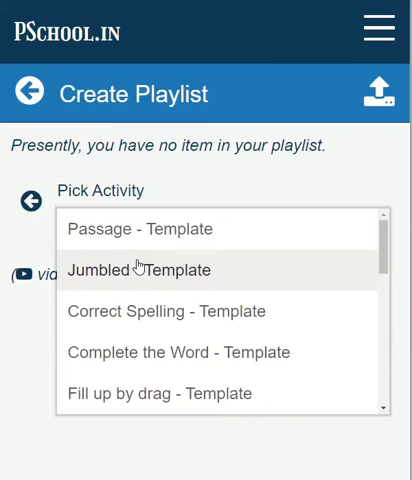 PSchool.in
Create Playlist
Presently, you have no item in your playlist.
Pick Activity
Passage - Template
Jumbled - Template
(vid
Correct Spelling - Template
Complete the Word - Template
Fill up by drag - Template